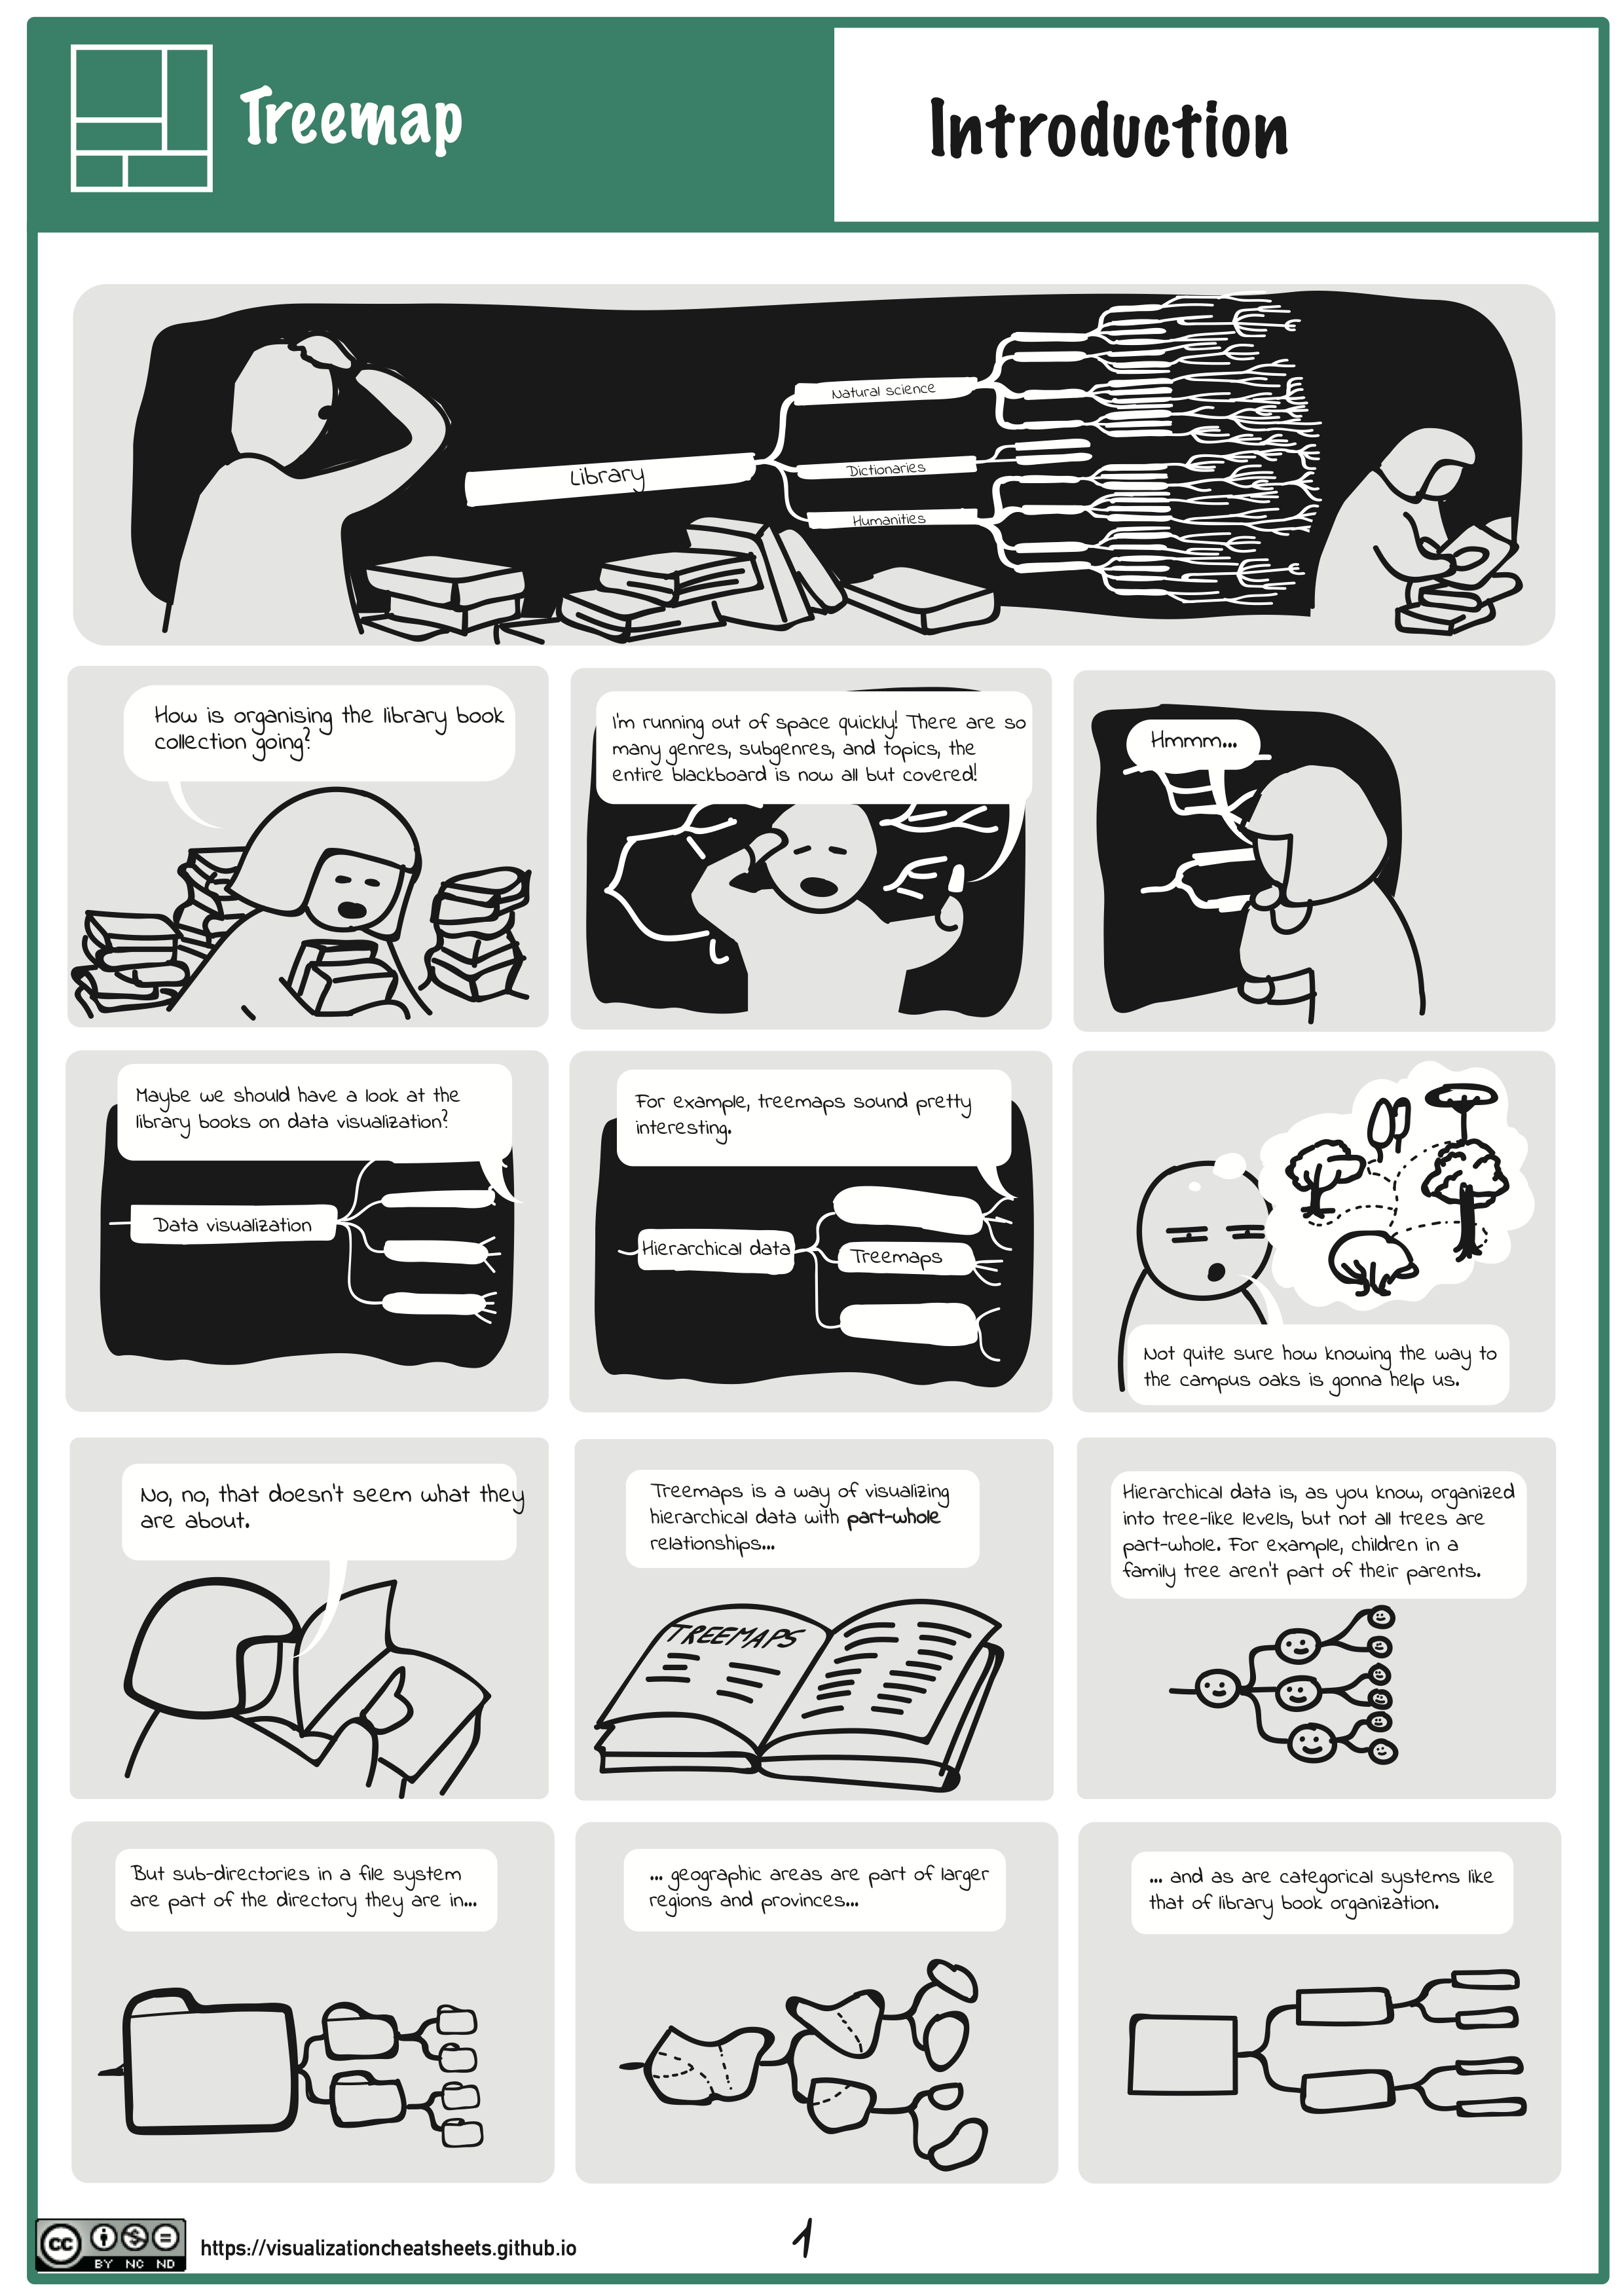 Treemap
Introduction
Natural science
Library
Dictionaries
Humanities
How is organising the library book
collection going?
I'm running out of space quickly! There are so
many genres, subgenres, and topics, the
entire blackboard is now all but covered!
Hmmm...
Maybe we should have a look at the
library books on data visualization?
Data visualization
For example, treemaps sound pretty
interesting.
Hierarchical data
Treemaps
Not quite sure how knowing the way to
the campus oaks is gonna help us.
No, no, that doesn't seem what they
are about.
Treemaps is a way of visualizing
hierarchical data with part-whole
relationships...
TREEMAPS
Hierarchical data is, as you know, organized
into tree-like levels, but not all trees are
part-whole. For example, children in a
family tree aren't part of their parents.
But sub-directories in a file system
are part of the directory they are in...
... geographic areas are part of larger
regions and provinces...
... and as are categorical systems like
that of library book organization.
cc
BY NC ND
https://visualizationcheatsheets.github.io
1